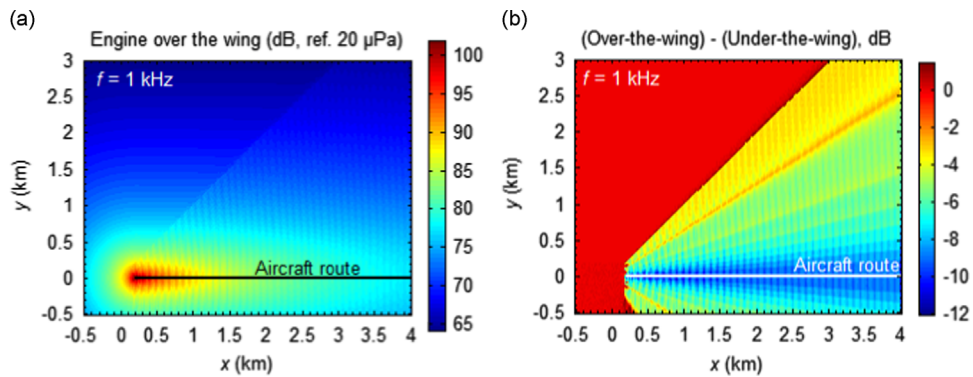 (a)
Engine over the wing (dB, ref. 20 µPa)
f = 1 kHz
3
2.5
2
1.5
1
0.5
0
-0.5
y (km)
Aircraft route
-0.5 0 0.5 1 1.5 2 2.5 3 3.5 4
x (km)
100
95
90
85
80
75
70
65
(b)
(Over-the-wing) - (Under-the-wing), dB
f = 1 kHz
3
2.5
2
1.5
1
0.5
0
-0.5
y (km)
Aircraft route
-0.5 0 0.5 1 1.5 2 2.5 3 3.5 4
x (km)
0
-2
-4
-6
-8
-10
-12